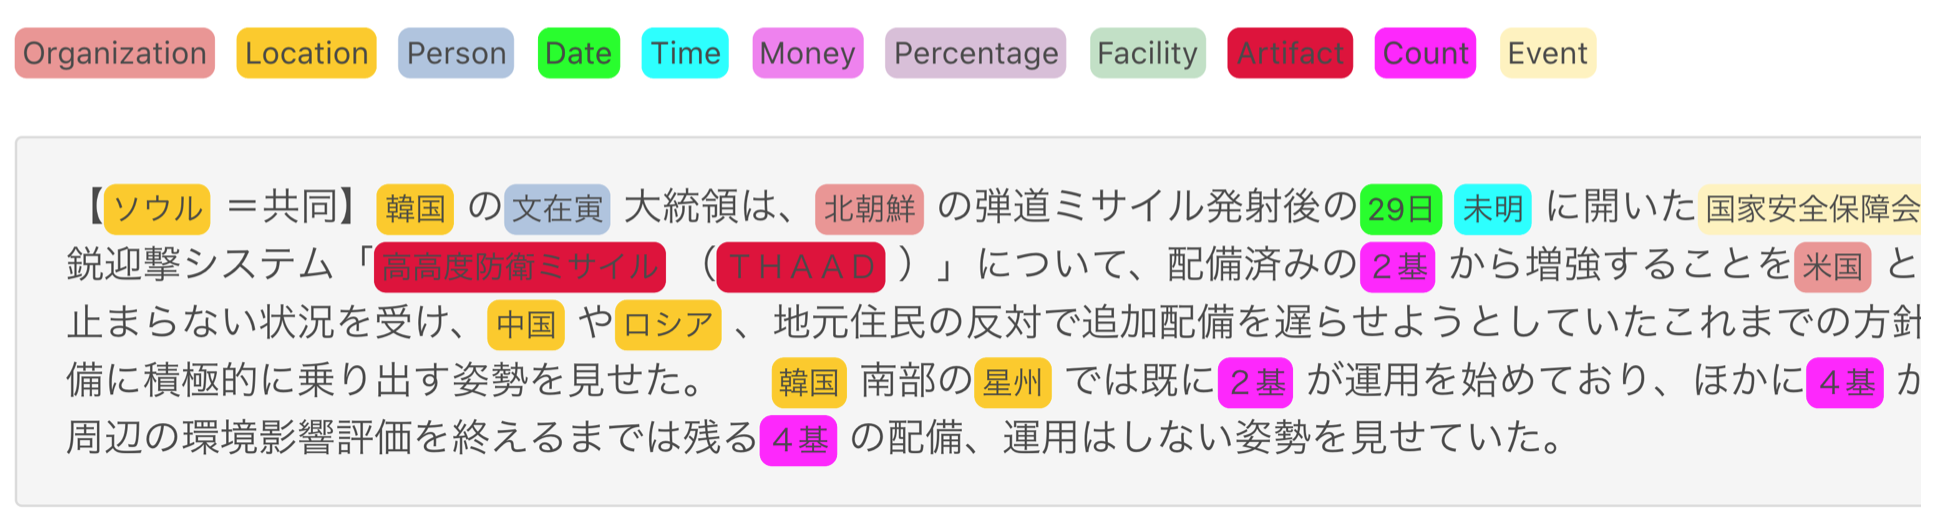 Organization Location Person Date Time Money Percentage Facility Artifact Count Event
【ソウル＝共同】韓国の文在寅大統領は、北朝鮮の弾道ミサイル発射後の29日未明に開いた国家安全保障会
鋭迎撃システム「高高度防衛ミサイル（ＴＨＡＡＤ）」について、配備済みの２基から増強することを米国と
止まらない状況を受け、中国やロシア、地元住民の反対で追加配備を遅らせようとしていたこれまでの方針
備に積極的に乗り出す姿勢を見せた。　韓国南部の星州では既に２基が運用を始めており、ほかに４基か
周辺の環境影響評価を終えるまでは残る４基の配備、運用はしない姿勢を見せていた。